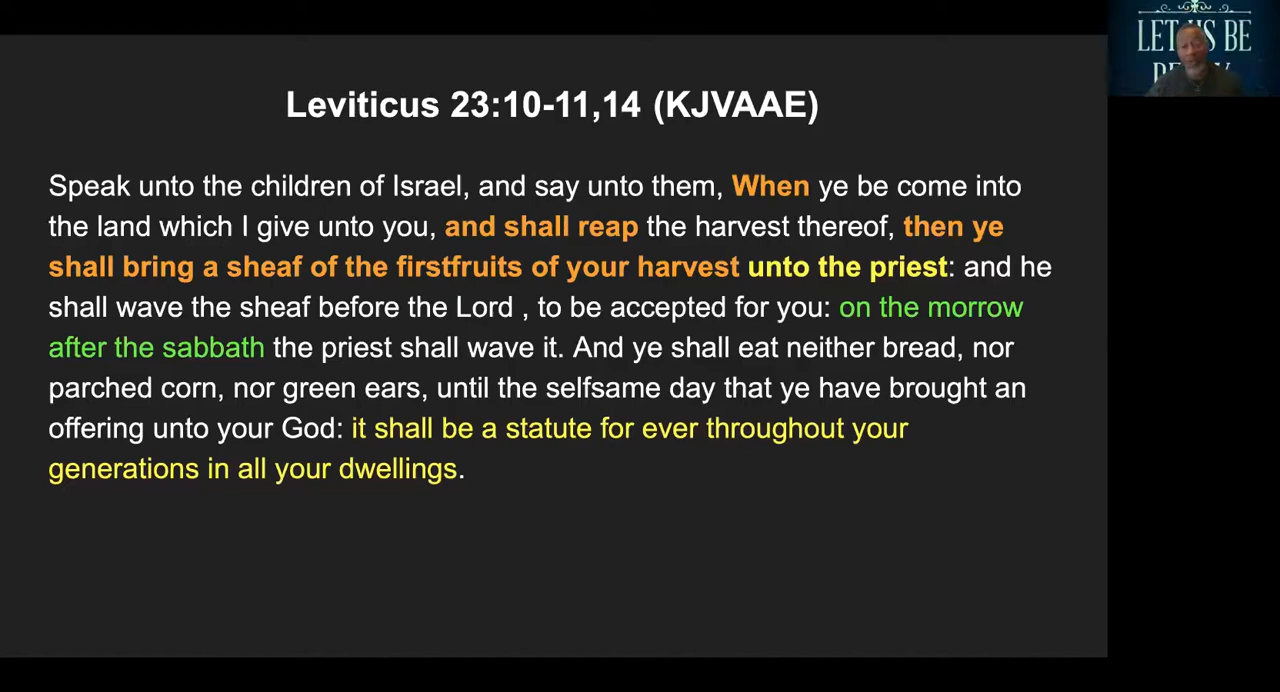 Leviticus 23:10-11,14 (KJVAAE)
Speak unto the children of Israel, and say unto them, When ye be come into
the land which I give unto you, and shall reap the harvest thereof, then ye
shall bring a sheaf of the firstfruits of your harvest unto the priest: and he
shall wave the sheaf before the Lord , to be accepted for you: on the morrow
after the sabbath the priest shall wave it. And ye shall eat neither bread, nor
parched corn, nor green ears, until the selfsame day that ye have brought an
offering unto your God: it shall be a statute for ever throughout your
generations in all your dwellings.
LET US BE